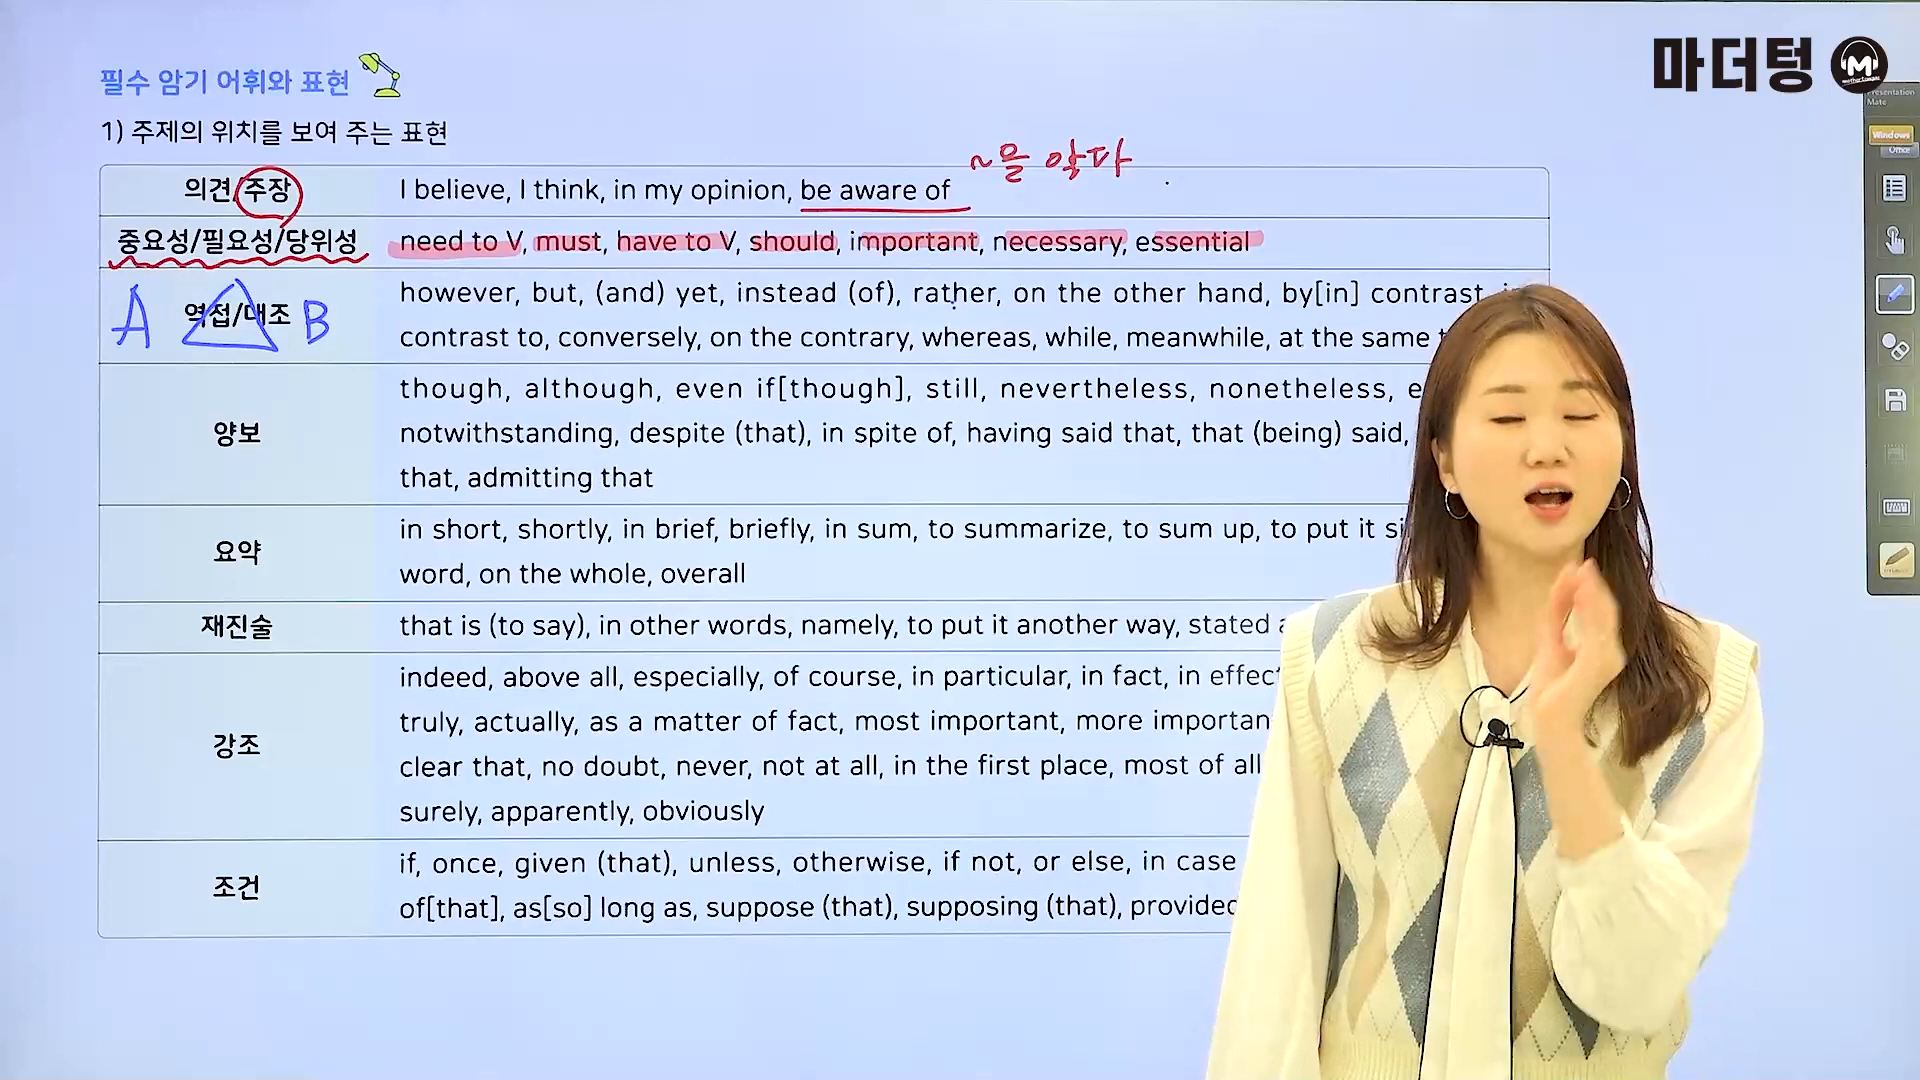 마더텅 M
필수 암기 어휘와 표현
1) 주제의 위치를 보여 주는 표현
~을 알다
의견/주장 I believe, I think, in my opinion, be aware of
중요성/필요성/당위성 need to V, must, have to V, should, important, necessary, essential
A 역접/대조 B
however, but, (and) yet, instead (of), rather, on the other hand, by[in] contrast,
contrast to, conversely, on the contrary, whereas, while, meanwhile, at the same
양보
though, although, even if[though], still, nevertheless, nonetheless,
notwithstanding, despite (that), in spite of, having said that, that (being) said,
that, admitting that
요약
in short, shortly, in brief, briefly, in sum, to summarize, to sum up, to put it
word, on the whole, overall
재진술 that is (to say), in other words, namely, to put it another way, stated
강조
indeed, above all, especially, of course, in particular, in fact, in effect
truly, actually, as a matter of fact, most important, more important
clear that, no doubt, never, not at all, in the first place, most of all
surely, apparently, obviously
조건
if, once, given (that), unless, otherwise, if not, or else, in case
of[that], as[so] long as, suppose (that), supposing (that), provided
Presentation
Mate
Windows
Office